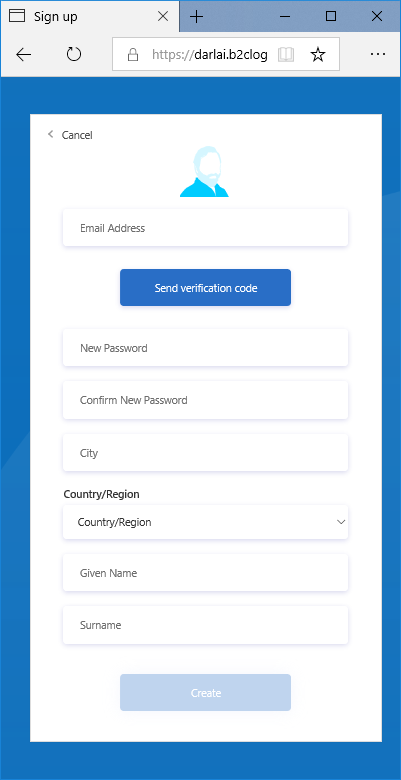 Sign up
https://darlai.b2clog
Cancel
Email Address
Send verification code
New Password
Confirm New Password
City
Country/Region
Country/Region
Given Name
Surname
Create